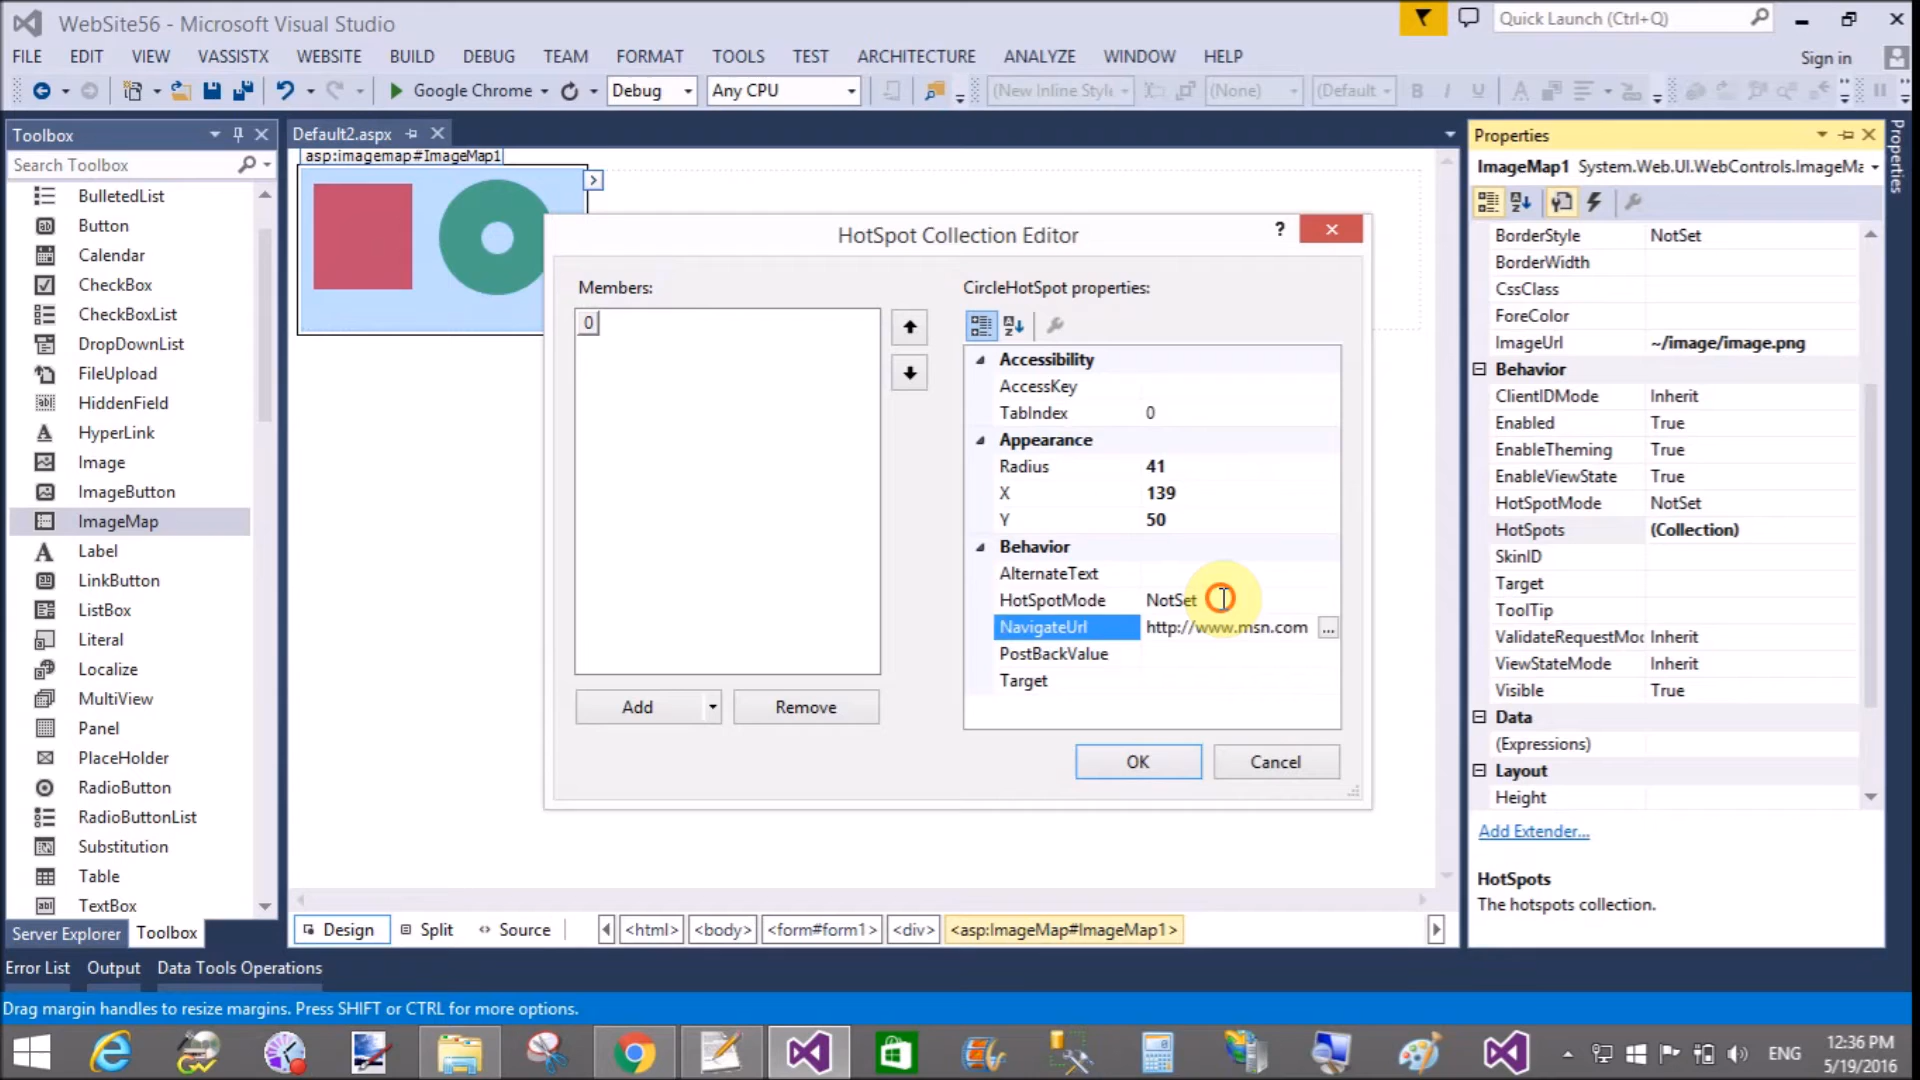 WebSite56 - Microsoft Visual Studio
Quick Launch (Ctrl+Q)
FILE EDIT VIEW VASSISTX WEBSITE BUILD DEBUG TEAM FORMAT TOOLS TEST ARCHITECTURE ANALYZE WINDOW HELP
Sign in
Google Chrome Debug Any CPU (New Inline Style (None) (Default B I U A
Toolbox
Search Toolbox
BulletedList
Button
Calendar
CheckBox
CheckBoxList
DropDownList
FileUpload
HiddenField
HyperLink
Image
ImageButton
ImageMap
Label
LinkButton
ListBox
Literal
Localize
MultiView
Panel
PlaceHolder
RadioButton
RadioButtonList
Substitution
Table
TextBox
Server Explorer Toolbox
Default2.aspx
asp:imagemap#ImageMap1
HotSpot Collection Editor
?
Members:
0
Add
Remove
CircleHotSpot properties:
Accessibility
AccessKey
TabIndex 0
Appearance
Radius 41
X 139
Y 50
Behavior
AlternateText
HotSpotMode NotSet
NavigateUrl http://www.msn.com ...
PostBackValue
Target
OK
Cancel
Design Split Source <html> <body> <form#form1> <div> <asp:ImageMap#ImageMap1>
Properties
Properties
ImageMap1 System.Web.UI.WebControls.ImageMa
BorderStyle NotSet
BorderWidth
CssClass
ForeColor
ImageUrl ~/image/image.png
Behavior
ClientIDMode Inherit
Enabled True
EnableTheming True
EnableViewState True
HotSpotMode NotSet
HotSpots (Collection)
SkinID
Target
ToolTip
ValidateRequestMoc Inherit
ViewStateMode Inherit
Visible True
Data
(Expressions)
Layout
Height
Add Extender...
HotSpots
The hotspots collection.
Error List Output Data Tools Operations
Drag margin handles to resize margins. Press SHIFT or CTRL for more options.
ENG
12:36 PM
5/19/2016